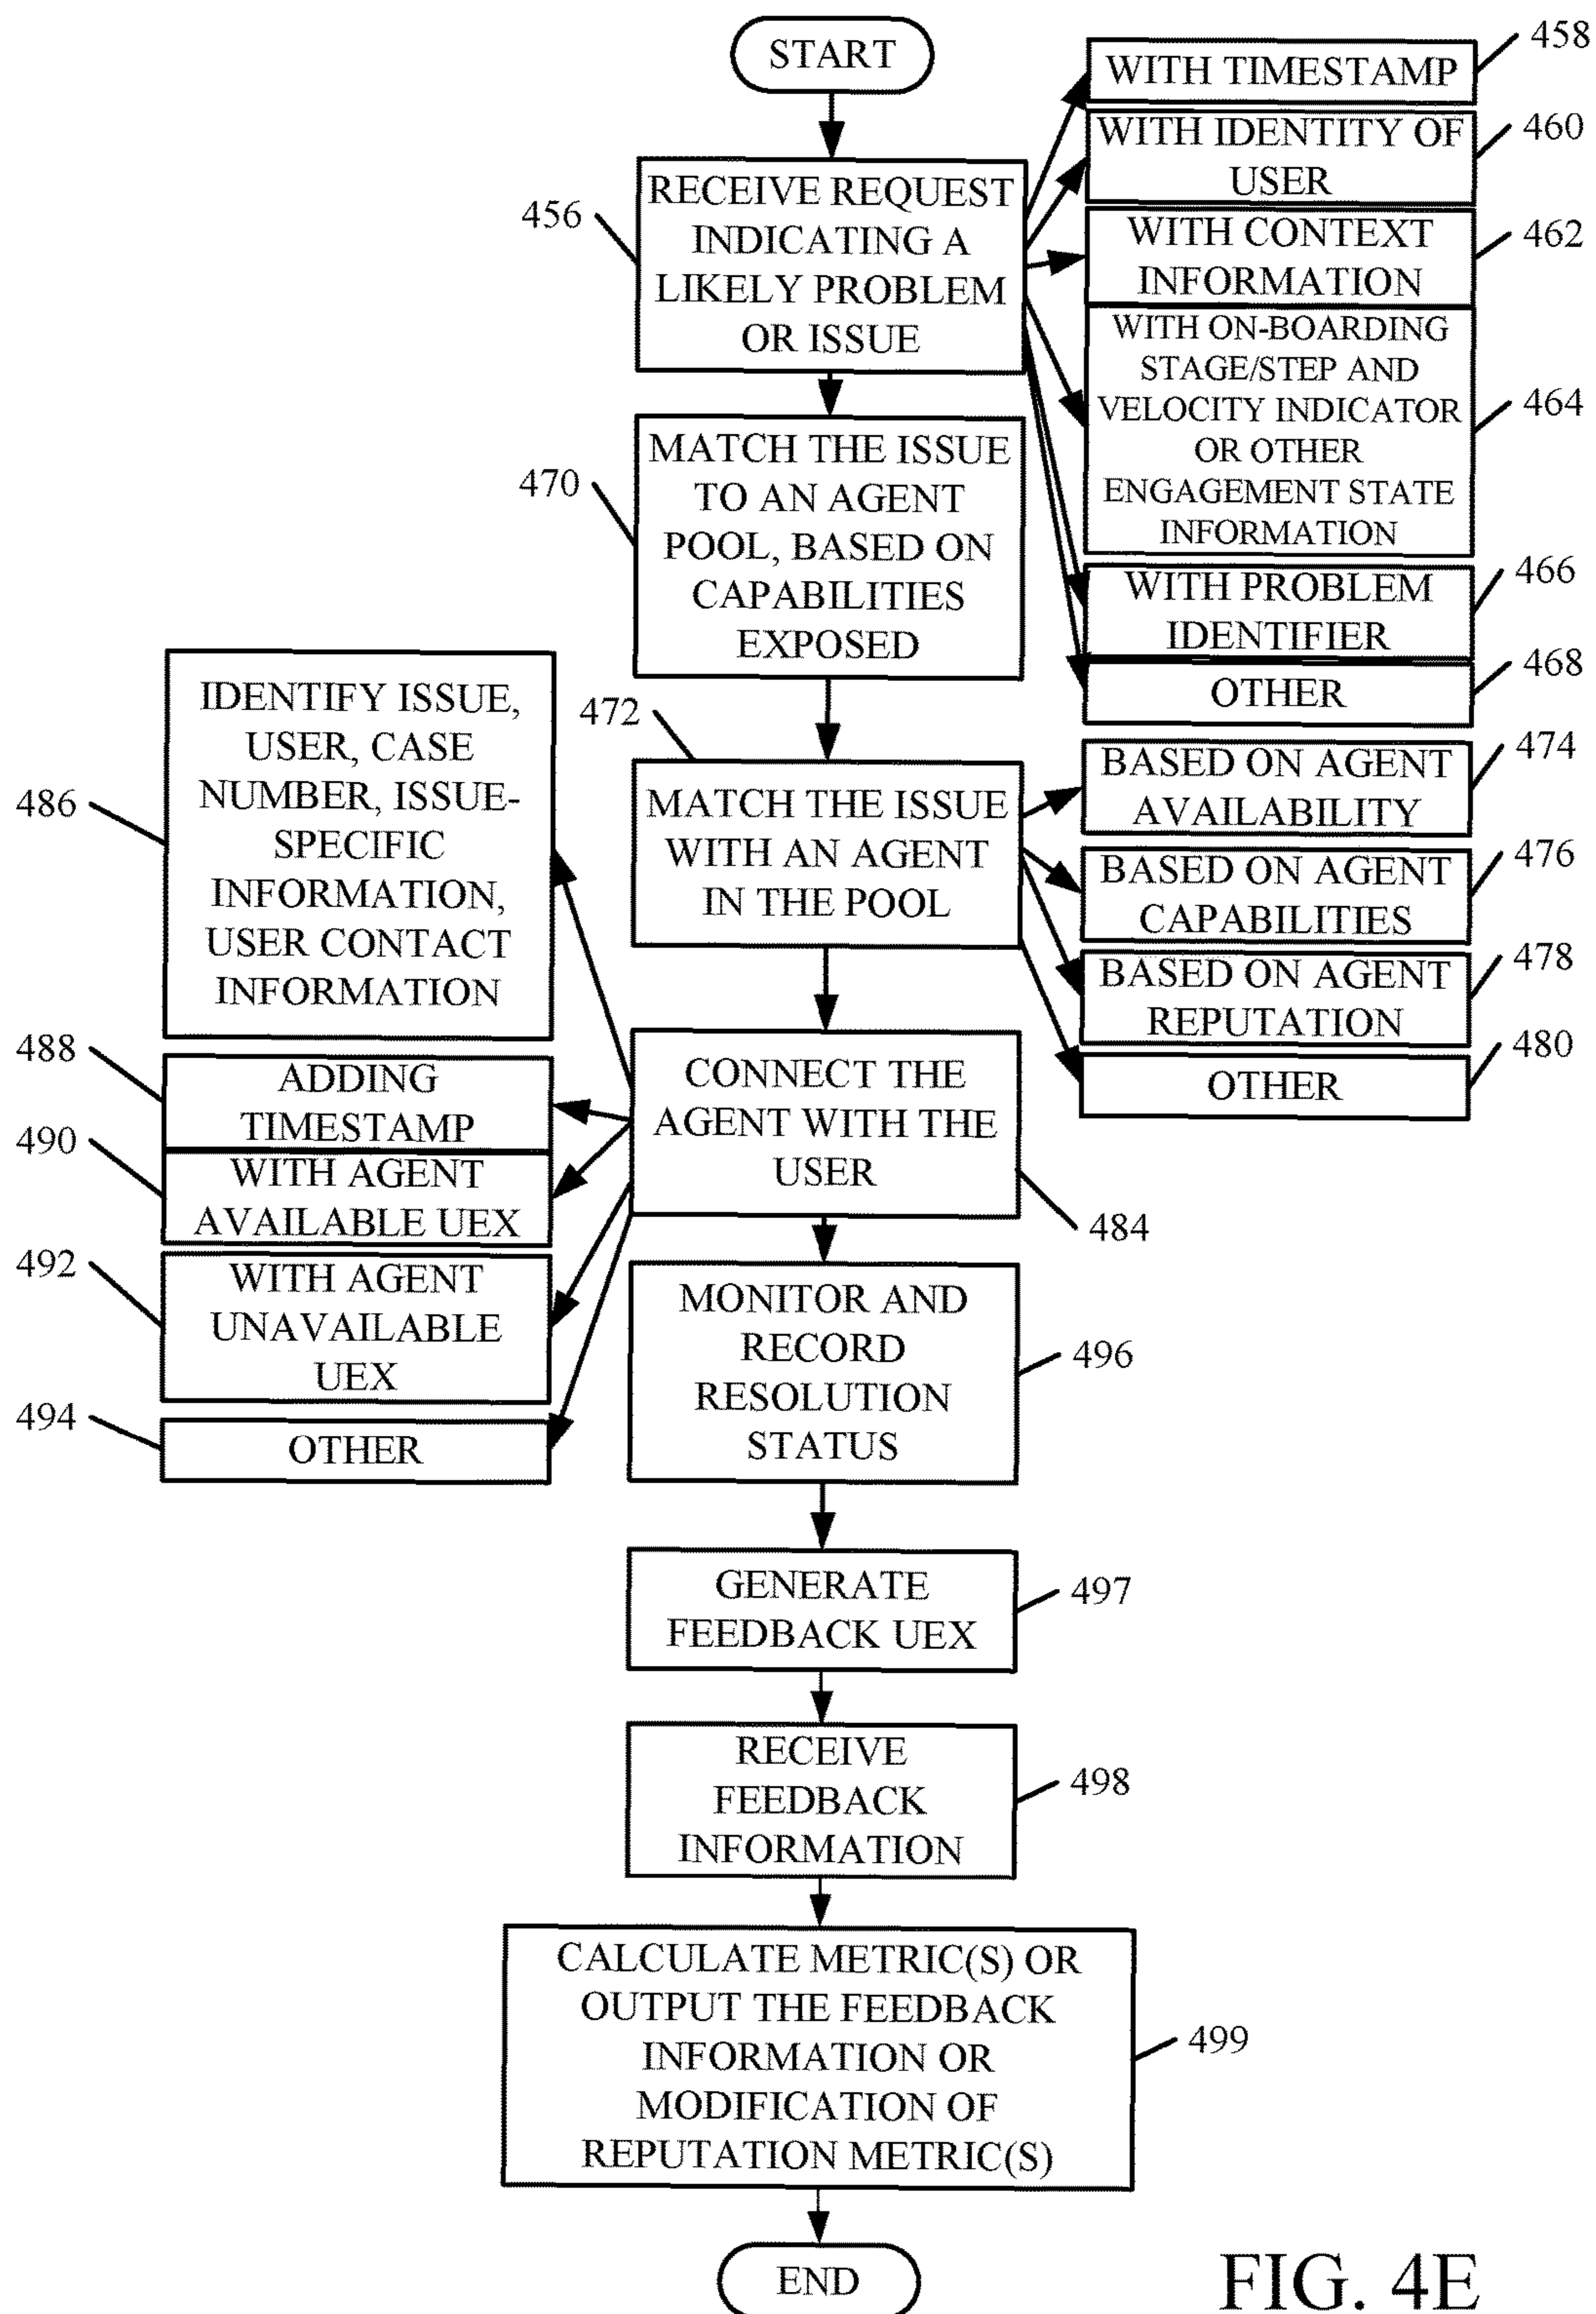 START
456
RECEIVE REQUEST
INDICATING A
LIKELY PROBLEM
OR ISSUE
458
WITH TIMESTAMP
460
WITH IDENTITY OF
USER
462
WITH CONTEXT
INFORMATION
464
WITH ON-BOARDING
STAGE/STEP AND
VELOCITY INDICATOR
OR OTHER
ENGAGEMENT STATE
INFORMATION
466
WITH PROBLEM
IDENTIFIER
468
OTHER
470
MATCH THE ISSUE
TO AN AGENT
POOL, BASED ON
CAPABILITIES
EXPOSED
472
MATCH THE ISSUE
WITH AN AGENT
IN THE POOL
474
BASED ON AGENT
AVAILABILITY
476
BASED ON AGENT
CAPABILITIES
478
BASED ON AGENT
REPUTATION
480
OTHER
484
CONNECT THE
AGENT WITH THE
USER
486
IDENTIFY ISSUE,
USER, CASE
NUMBER, ISSUE-
SPECIFIC
INFORMATION,
USER CONTACT
INFORMATION
488
ADDING
TIMESTAMP
490
WITH AGENT
AVAILABLE UEX
492
WITH AGENT
UNAVAILABLE
UEX
494
OTHER
MONITOR AND
RECORD
RESOLUTION
STATUS
496
GENERATE
FEEDBACK UEX
497
RECEIVE
FEEDBACK
INFORMATION
498
CALCULATE METRIC(S) OR
OUTPUT THE FEEDBACK
INFORMATION OR
MODIFICATION OF
REPUTATION METRIC(S)
499
END
FIG. 4E